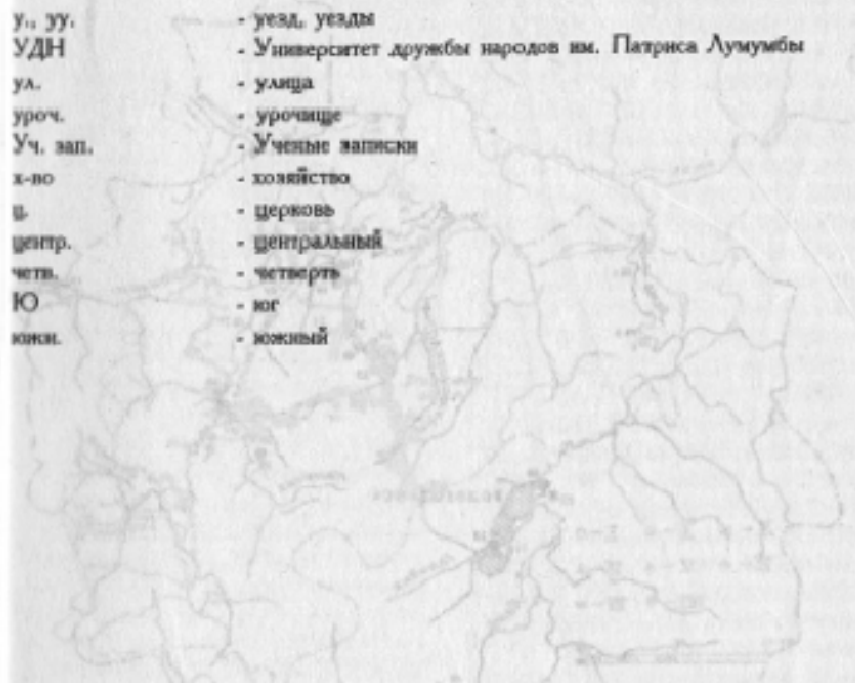 у., уу. - уезд, уезды
УДН - Университет дружбы народов им. Патриса Лумумбы
ул. - улица
уроч. - урочище
Уч. зап. - Ученые записки
х-во - хозяйство
ц. - церковь
центр. - центральный
четв. - четверть
Ю - юг
южн. - южный